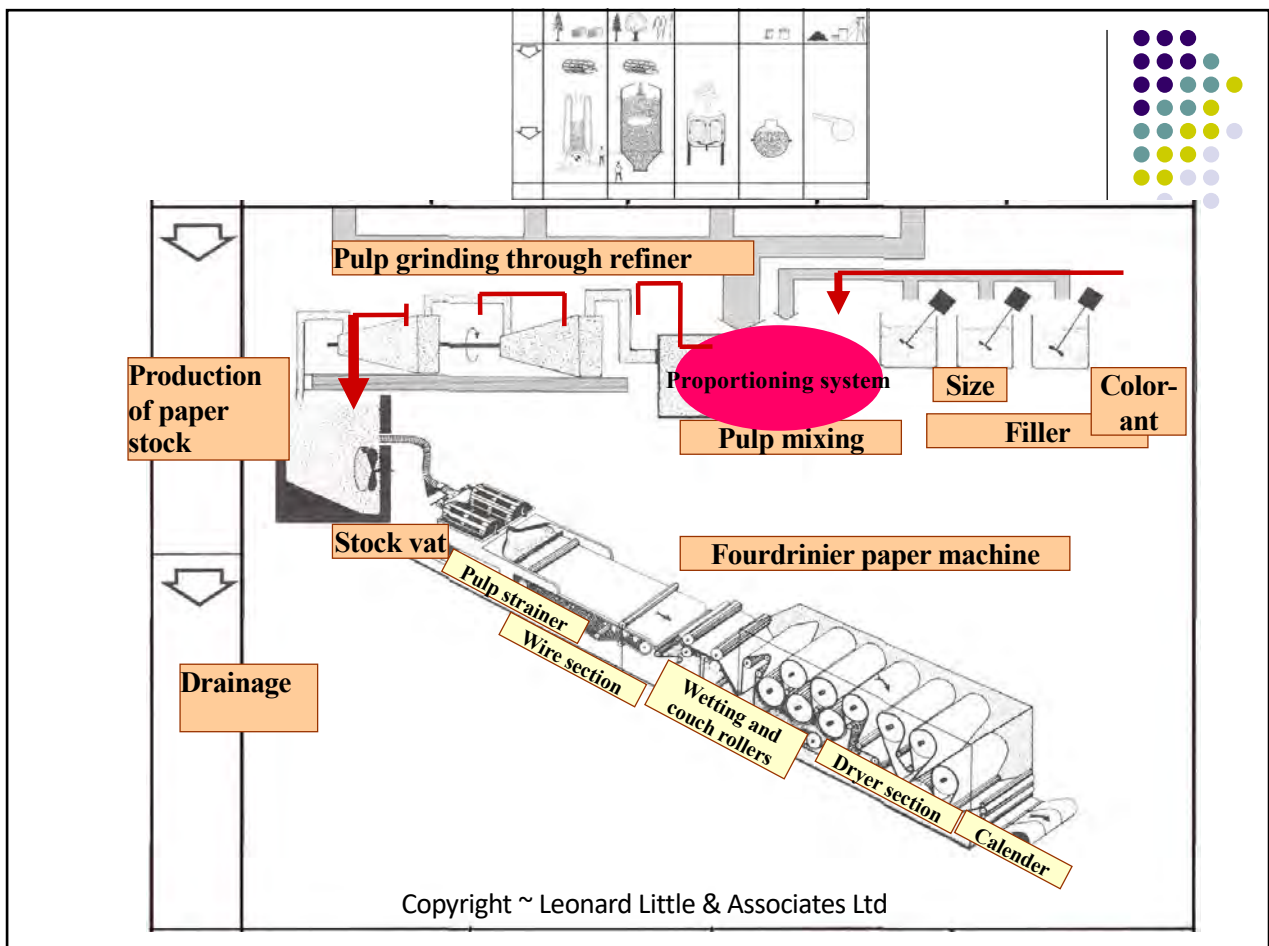 Pulp grinding through refiner
Proportioning system
Production
of paper
stock
Size
Color-
ant
Pulp mixing
Filler
Stock vat
Fourdrinier paper machine
Pulp strainer
Wire section
Drainage
Wetting and
couch rollers
Dryer section
Calender
Copyright ~ Leonard Little & Associates Ltd